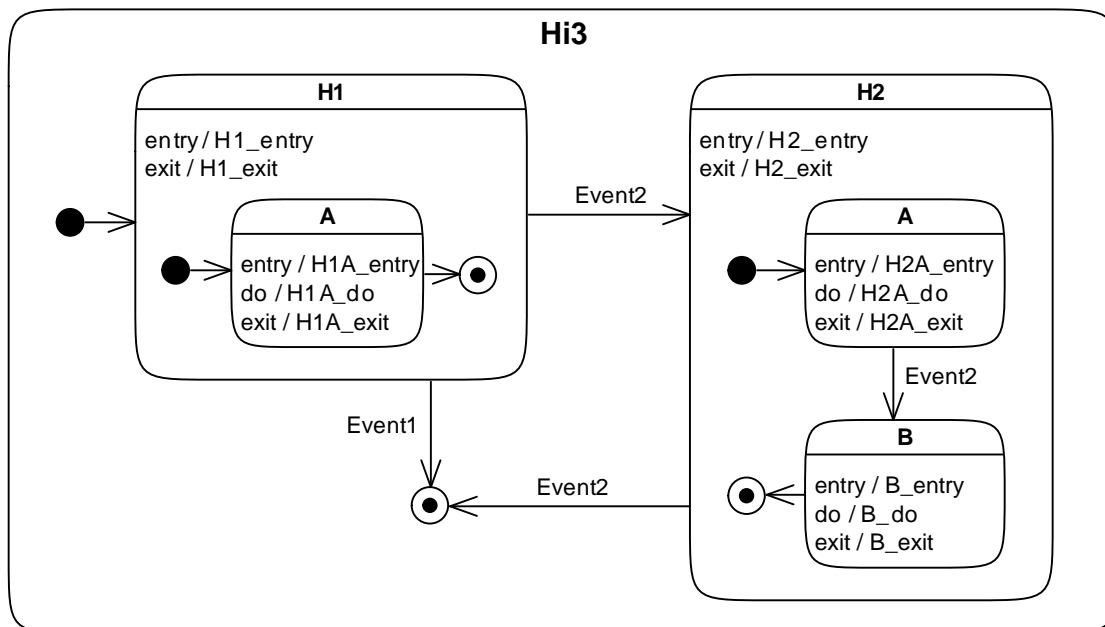 Hi3
H1
entry / H1_entry
exit / H1_exit
A
entry / H1A_entry
do / H1A_do
exit / H1A_exit
Event2
Event1
H2
entry / H2_entry
exit / H2_exit
A
entry / H2A_entry
do / H2A_do
exit / H2A_exit
Event2
B
entry / B_entry
do / B_do
exit / B_exit
Event2